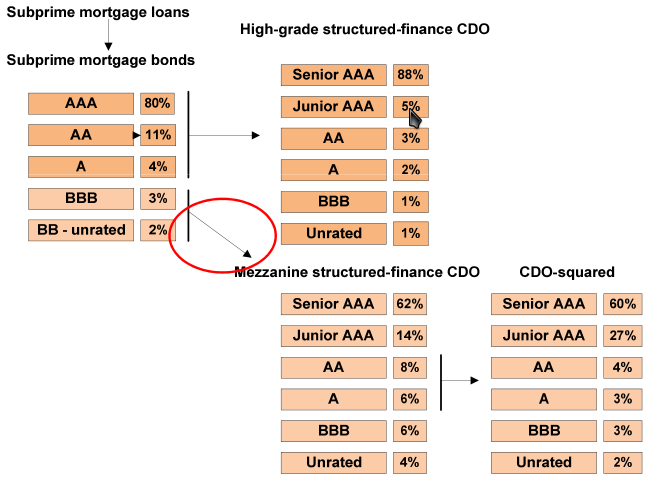 Subprime mortgage loans
High-grade structured-finance CDO
Subprime mortgage bonds
Senior AAA 88%
AAA 80%
Junior AAA 5%
AA 11%
AA 3%
A 4%
A 2%
BBB 3%
BBB 1%
BB - unrated 2%
Unrated 1%
Mezzanine structured-finance CDO
CDO-squared
Senior AAA 62%
Senior AAA 60%
Junior AAA 14%
Junior AAA 27%
AA 8%
AA 4%
A 6%
A 3%
BBB 6%
BBB 3%
Unrated 4%
Unrated 2%